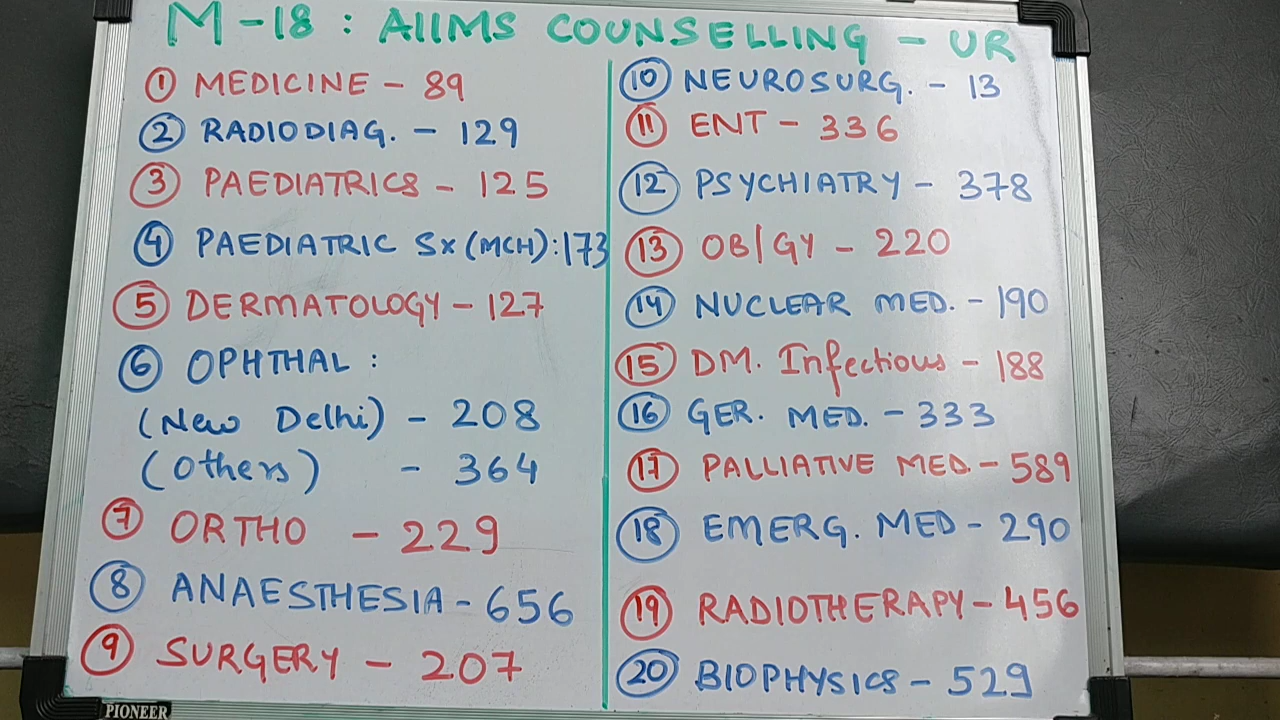 M-18 : AIIMS COUNSELLING - UR
① MEDICINE - 89
② RADIODIAG. - 129
③ PAEDIATRICS - 125
④ PAEDIATRIC Sx (MCH) : 173
⑤ DERMATOLOGY - 127
⑥ OPHTHAL :
(New Delhi) - 208
(Others) - 364
⑦ ORTHO - 229
⑧ ANAESTHESIA - 656
⑨ SURGERY - 207
⑩ NEUROSURG. - 13
⑪ ENT - 336
⑫ PSYCHIATRY - 378
⑬ OB/GY - 220
⑭ NUCLEAR MED. - 190
⑮ DM. Infectious - 188
⑯ GER. MED. - 333
⑰ PALLIATIVE MED. - 589
⑱ EMERG. MED - 290
⑲ RADIOTHERAPY - 456
⑳ BIOPHYSICS - 529
PIONEER